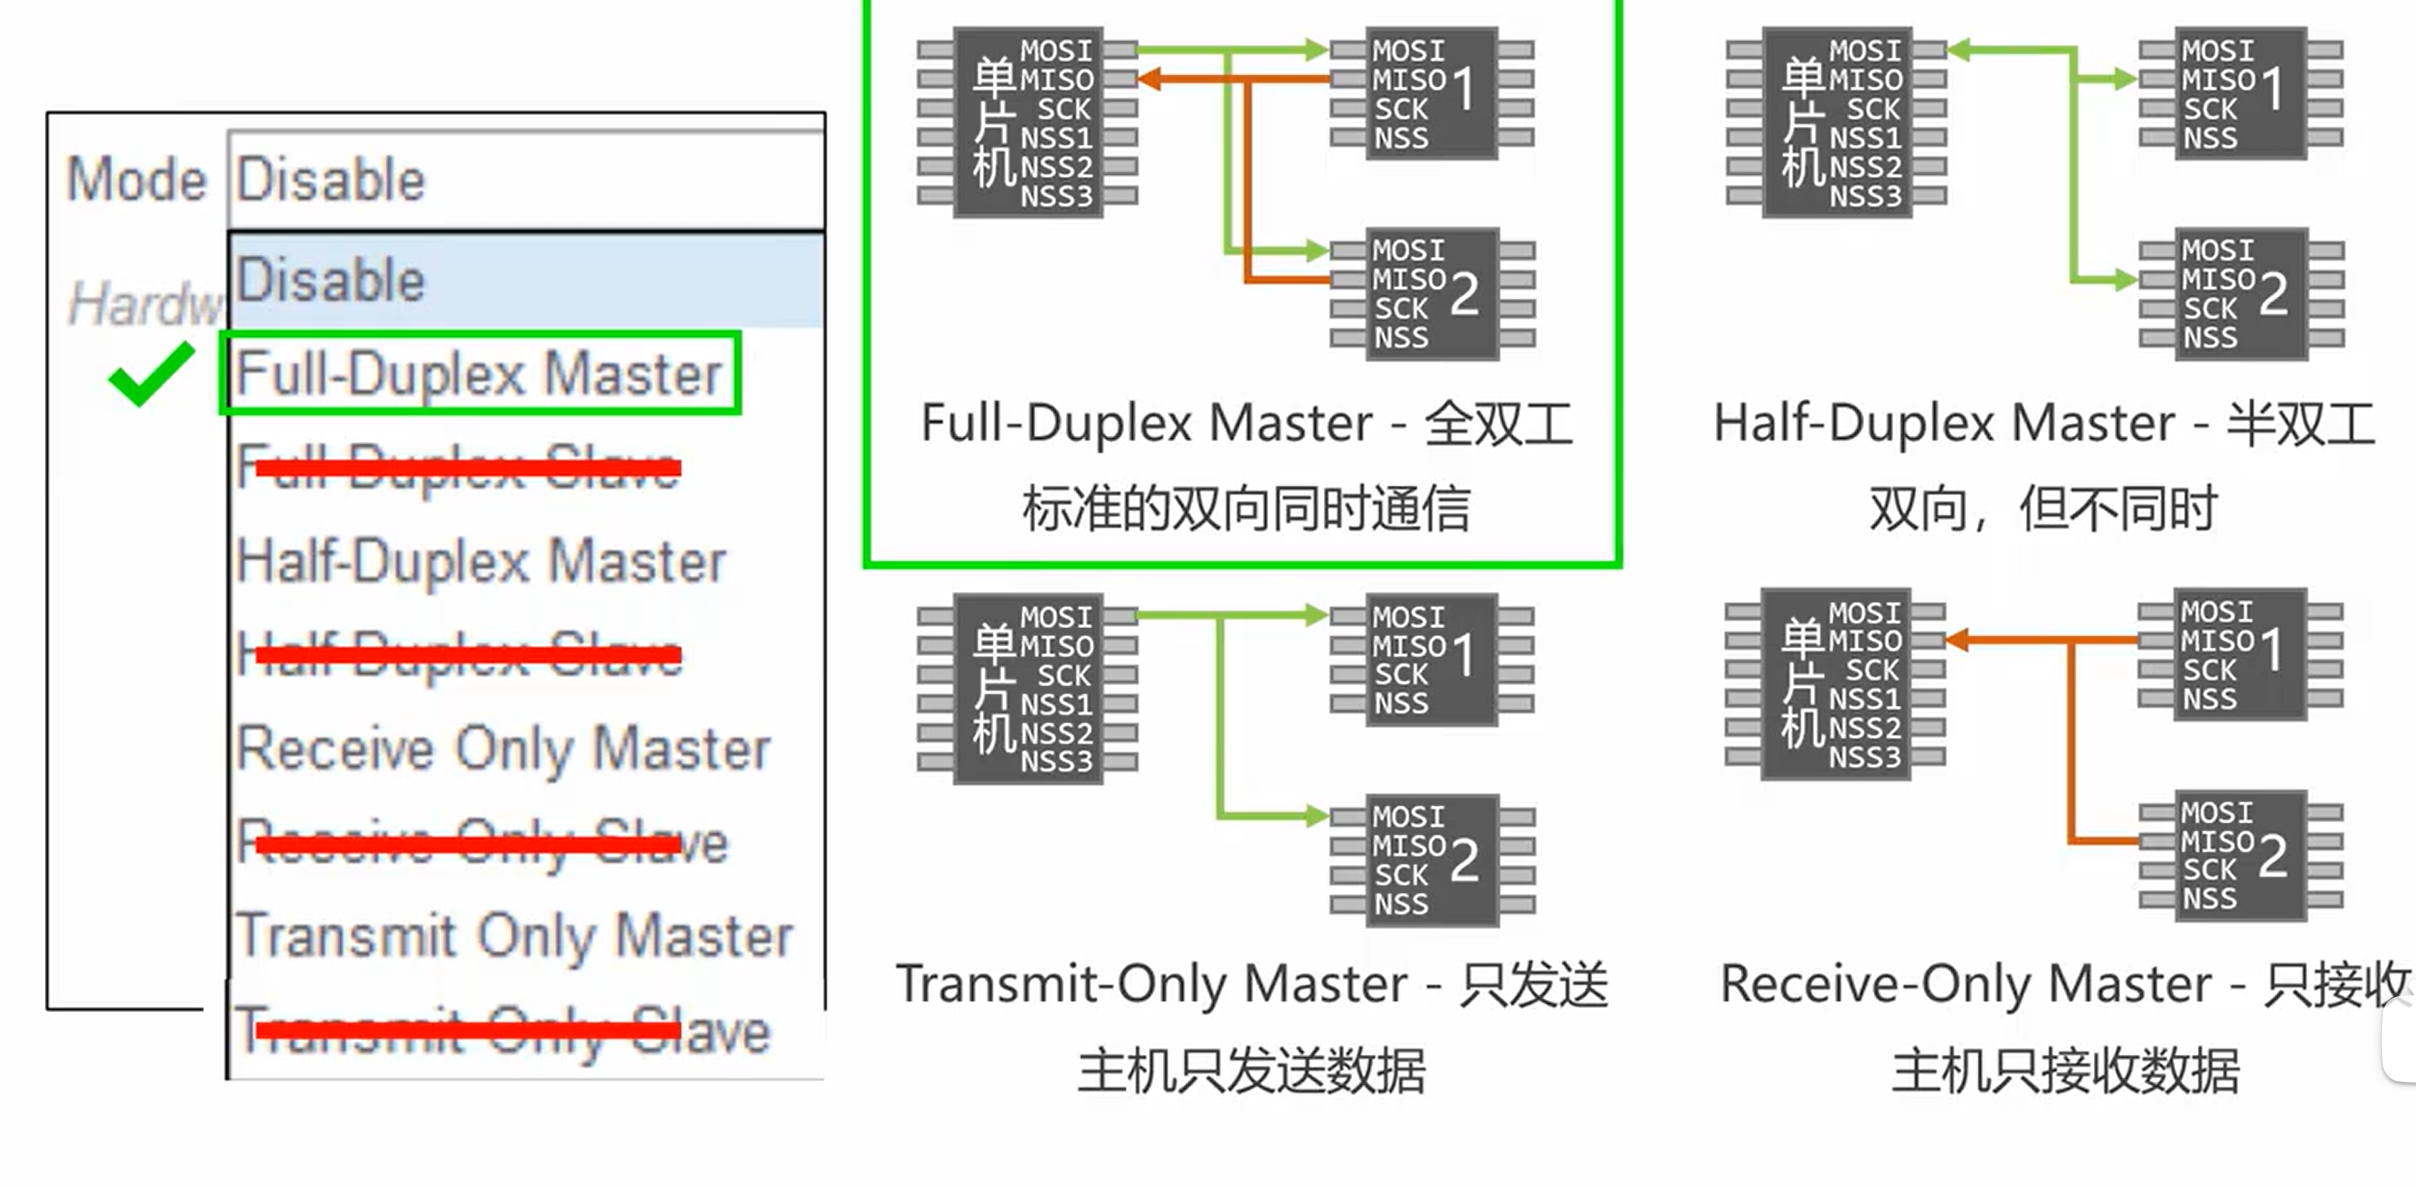 Mode
Disable
Hardw
Disable
Full-Duplex Master
Full-Duplex Slave
Half-Duplex Master
Half-Duplex Slave
Receive Only Master
Receive Only Slave
Transmit Only Master
Transmit Only Slave
单片机
MOSI
MISO
SCK
NSS1
NSS2
NSS3
MOSI
MISO
SCK
NSS
1
MOSI
MISO
SCK
NSS
2
Full-Duplex Master - 全双工
标准的双向同时通信
单片机
MOSI
MISO
SCK
NSS1
NSS2
NSS3
MOSI
MISO
SCK
NSS
1
MOSI
MISO
SCK
NSS
2
Half-Duplex Master - 半双工
双向，但不同时
单片机
MOSI
MISO
SCK
NSS1
NSS2
NSS3
MOSI
MISO
SCK
NSS
1
MOSI
MISO
SCK
NSS
2
Transmit-Only Master - 只发送
主机只发送数据
单片机
MOSI
MISO
SCK
NSS1
NSS2
NSS3
MOSI
MISO
SCK
NSS
1
MOSI
MISO
SCK
NSS
2
Receive-Only Master - 只接收
主机只接收数据